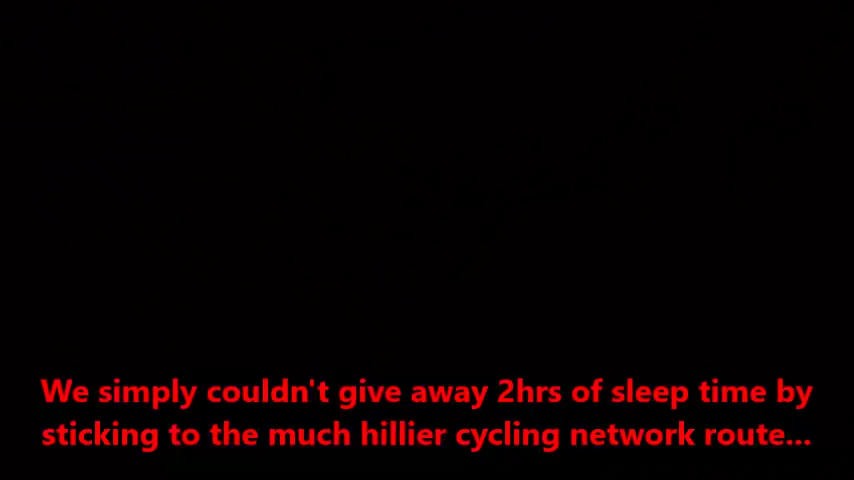 We simply couldn't give away 2hrs of sleep time by
sticking to the much hillier cycling network route...